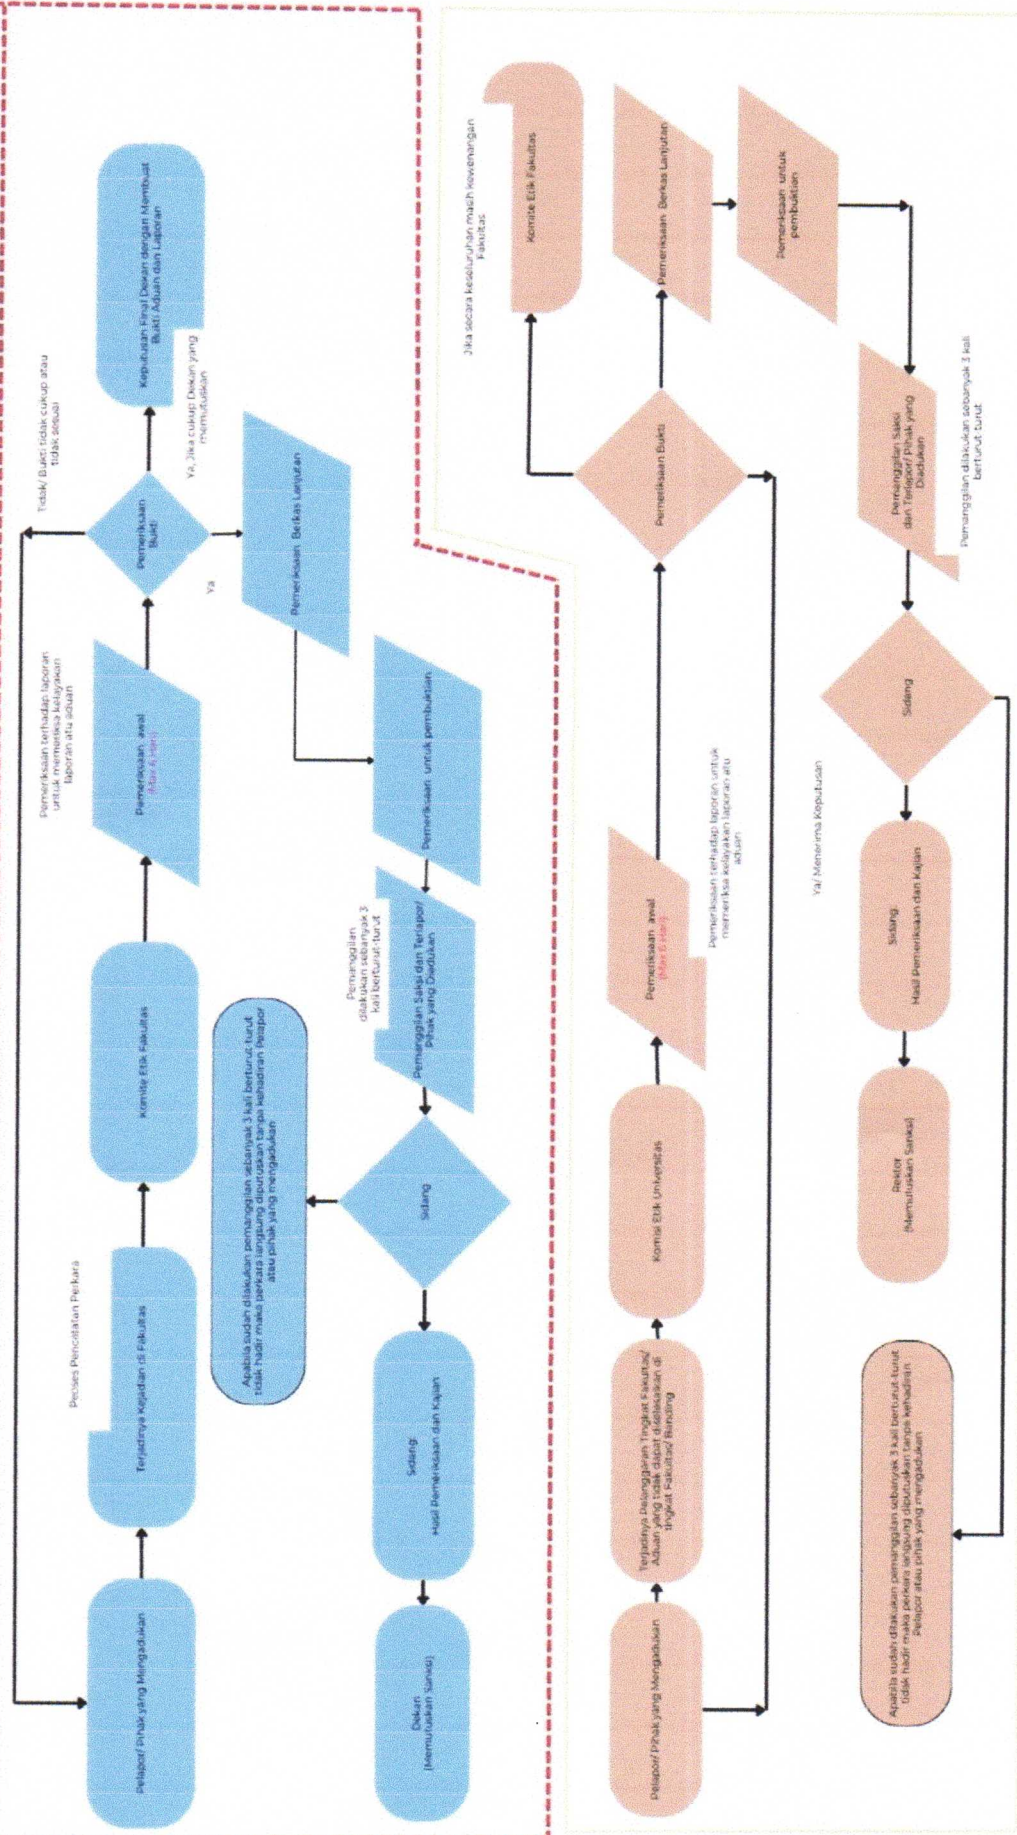 Pelapor/ Pihak yang Mengadukan
Proses Pencatatan Perkara
Terjadinya Kejadian di Fakultas
Komite Etik Fakultas
Pemeriksaan terhadap laporan
untuk memeriksa kelayakan
laporan atu aduan
Pemeriksaan awal
(Max 6 Hari)
Pemeriksaan
Bukti
Tidak/ Bukti tidak cukup atau
tidak sesuai
Keputusan Final Dekan dengan Membuat
Bukti Aduan dan Laporan
Ya, Jika cukup Dekan yang
memutuskan
Ya
Pemeriksaan Berkas Lanjutan
Pemeriksaan untuk pembuktian
Pemanggilan
dilakukan sebanyak 3
kali berturut-turut
Pemanggilan Saksi dan Terlapor/
Pihak yang Diadukan
Sidang
Apabila sudah dilakukan pemanggilan sebanyak 3 kali berturut-turut
tidak hadir maka perkara langsung diputuskan tanpa kehadiran Pelapor
atau pihak yang mengadukan
Sidang:
Hasil Pemeriksaan dan Kajian
Dekan
(Memutuskan Sanksi)
Pelapor/ Pihak yang Mengadukan
Terjadinya Pelanggaran Tingkat Fakultas/
Aduan yang tidak dapat diselesaikan di
tingkat Fakultas/ Banding
Komisi Etik Universitas
Pemeriksaan awal
(Max 6 Hari)
Pemeriksaan terhadap laporan untuk
memeriksa kelayakan laporan atu
aduan
Pemeriksaan Bukti
Jika secara keseluruhan masih kewenangan
Fakultas
Komite Etik Fakultas
Pemeriksaan Berkas Lanjutan
Pemeriksaan untuk
pembuktian
Pemanggilan Saksi
dan Terlapor/ Pihak yang
Diadukan
Pemanggilan dilakukan sebanyak 3 kali
berturut-turut
Sidang
Ya/ Menerima Keputusan
Sidang:
Hasil Pemeriksaan dan Kajian
Rektor
(Memutuskan Sanksi)
Apabila sudah dilakukan pemanggilan sebanyak 3 kali berturut-turut
tidak hadir maka perkera langsung diputuskan tanpa kehadiran
Pelapor atau pihak yang mengadukan